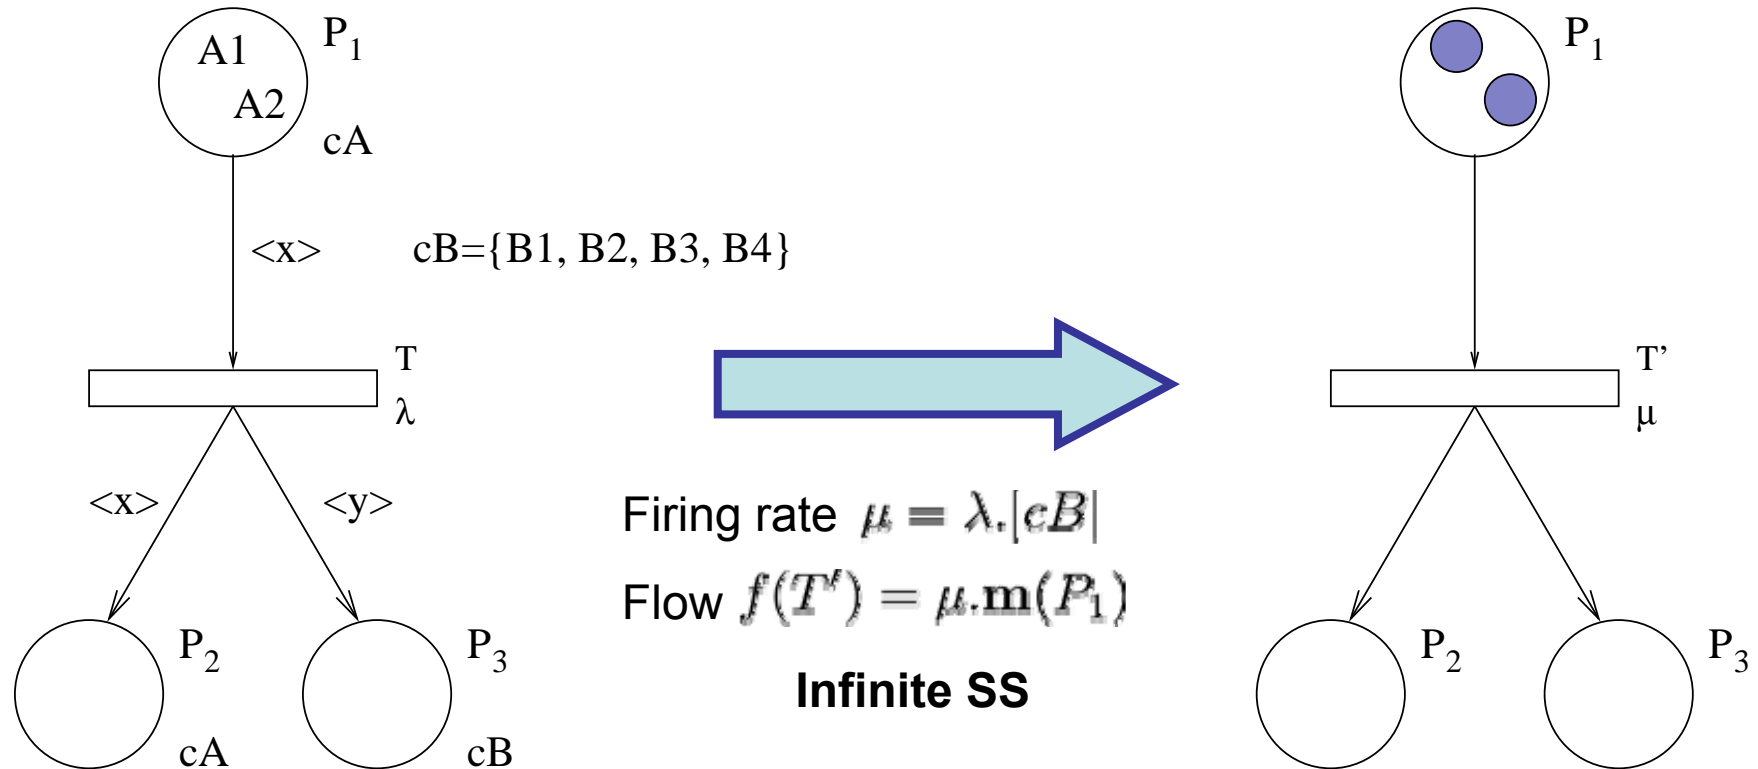 A1
A2
P1
cA
<x>
cB={B1, B2, B3, B4}
T
λ
<x>
<y>
P2
cA
P3
cB
Firing rate μ = λ.|cB|
Flow f(T') = μ.m(P1)
Infinite SS
P1
T’
μ
P2
P3